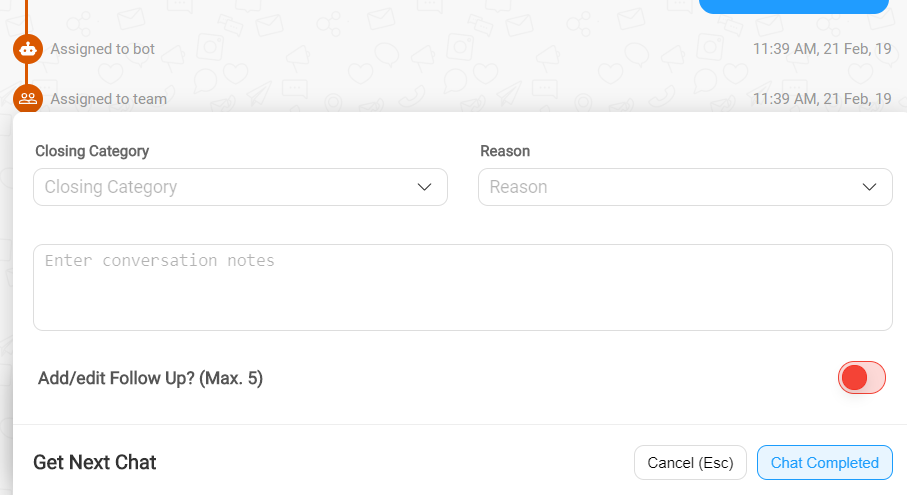 Assigned to bot 11:39 AM, 21 Feb, 19
Assigned to team 11:39 AM, 21 Feb, 19
Closing Category Reason
Closing Category Reason
Enter conversation notes
Add/edit Follow Up? (Max. 5)
Get Next Chat Cancel (Esc) Chat Completed